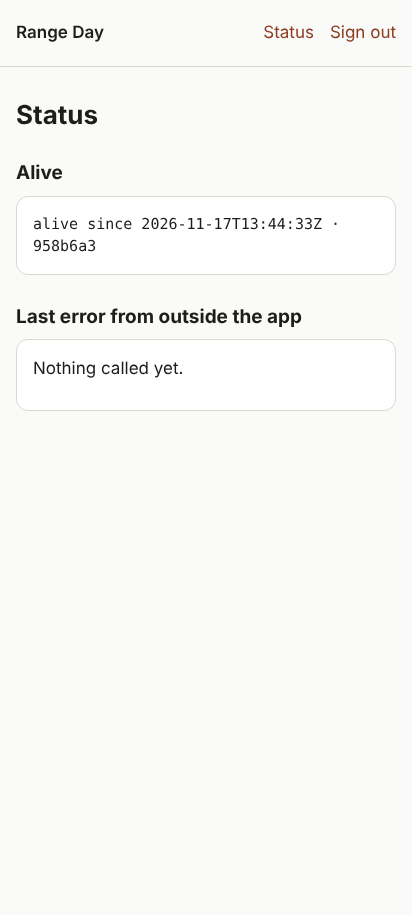 Range Day
Status
Sign out
Status
Alive
alive since 2026-11-17T13:44:33Z ·
958b6a3
Last error from outside the app
Nothing called yet.